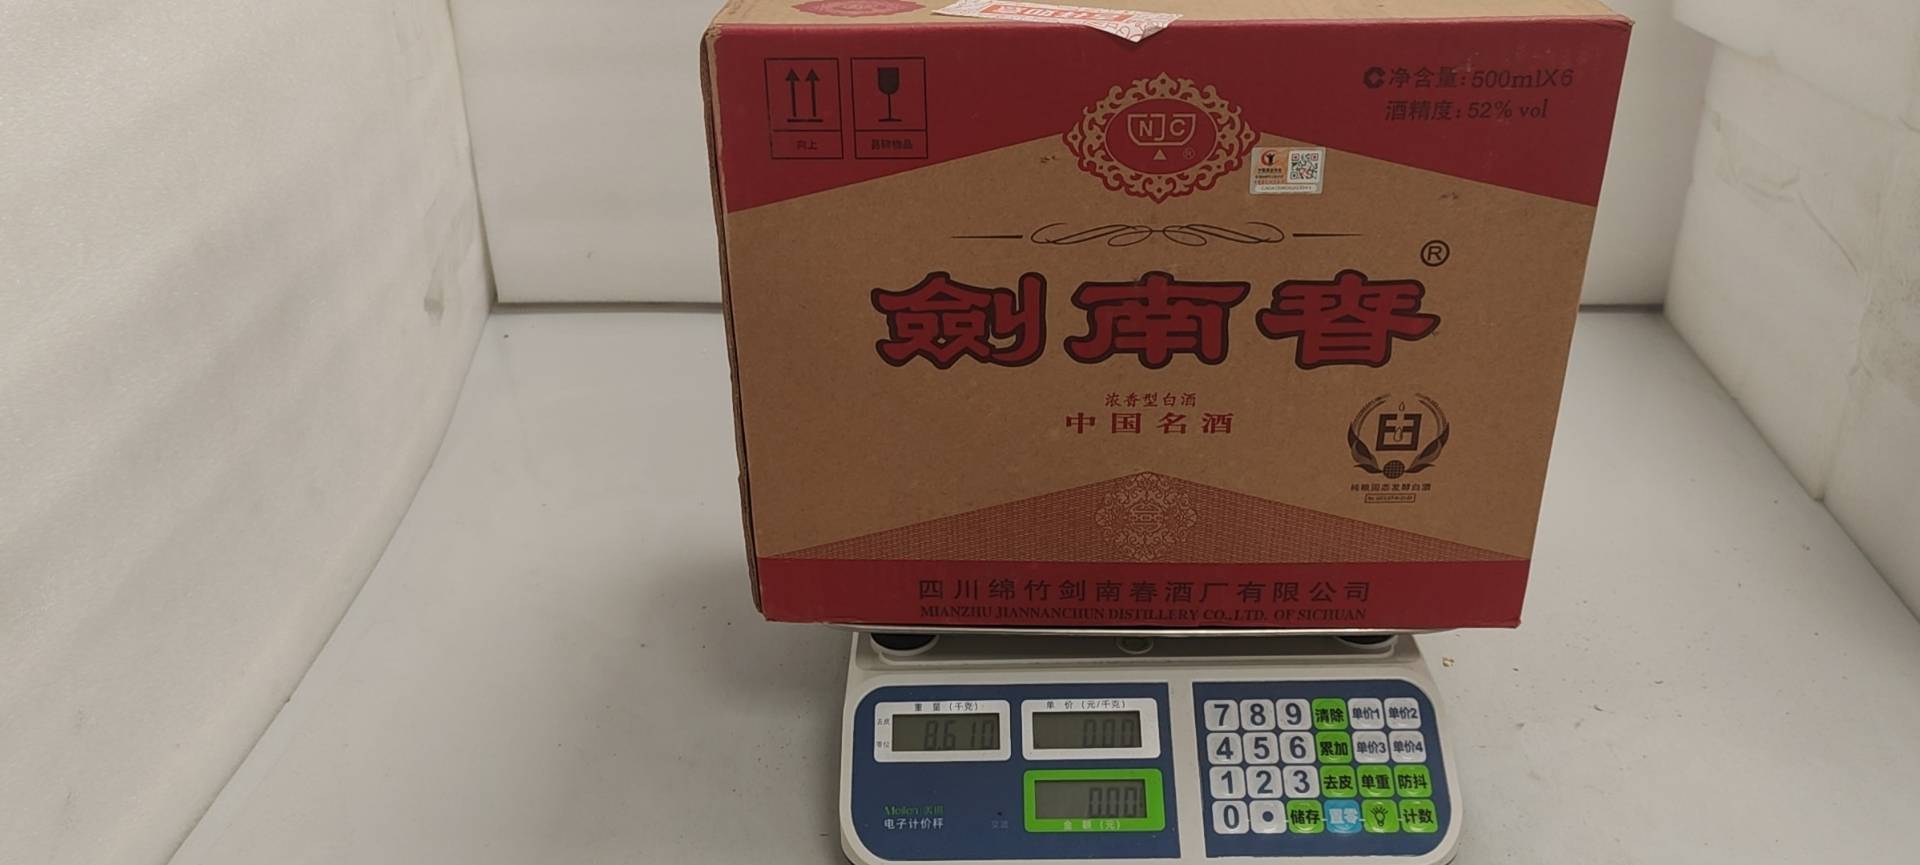 净含量:500mlX6
酒精度:52% vol
向上
易碎物品
NJC
®
剑南春®
浓香型白酒
中国名酒
纯粮固态发酵白酒
四川绵竹剑南春酒厂有限公司
MIANZHU JIANNANCHUN DISTILLERY CO.,LTD. OF SICHUAN
重 量 (千克)
单 价 (元/千克)
8.610
0.00
0.00
金 额 (元)
Meilen
电子计价秤
交流
7 8 9 清除 单价1 单价2
4 5 6 累加 单价3 单价4
1 2 3 去皮 单重 防抖
0 . 储存 置零 计数